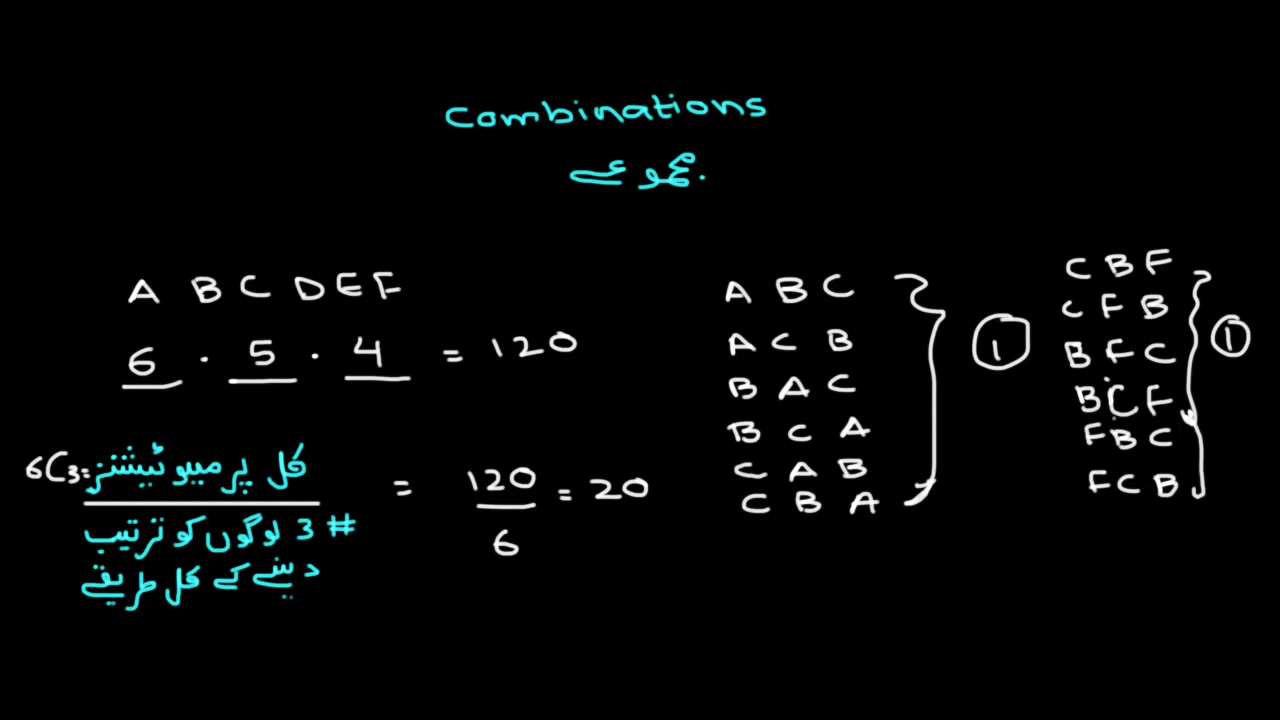 Combinations
مجموعے
A B C D E F
6 . 5 . 4 = 120
6C3 = کل پرمیوٹیشنز
# 3 لوگوں کو ترتیب
دینے کے کل طریقے
= 120
6
= 20
A B C
A C B
B A C
B C A
C A B
C B A
1
C B F
C F B
B F C
B C F
F B C
F C B
1